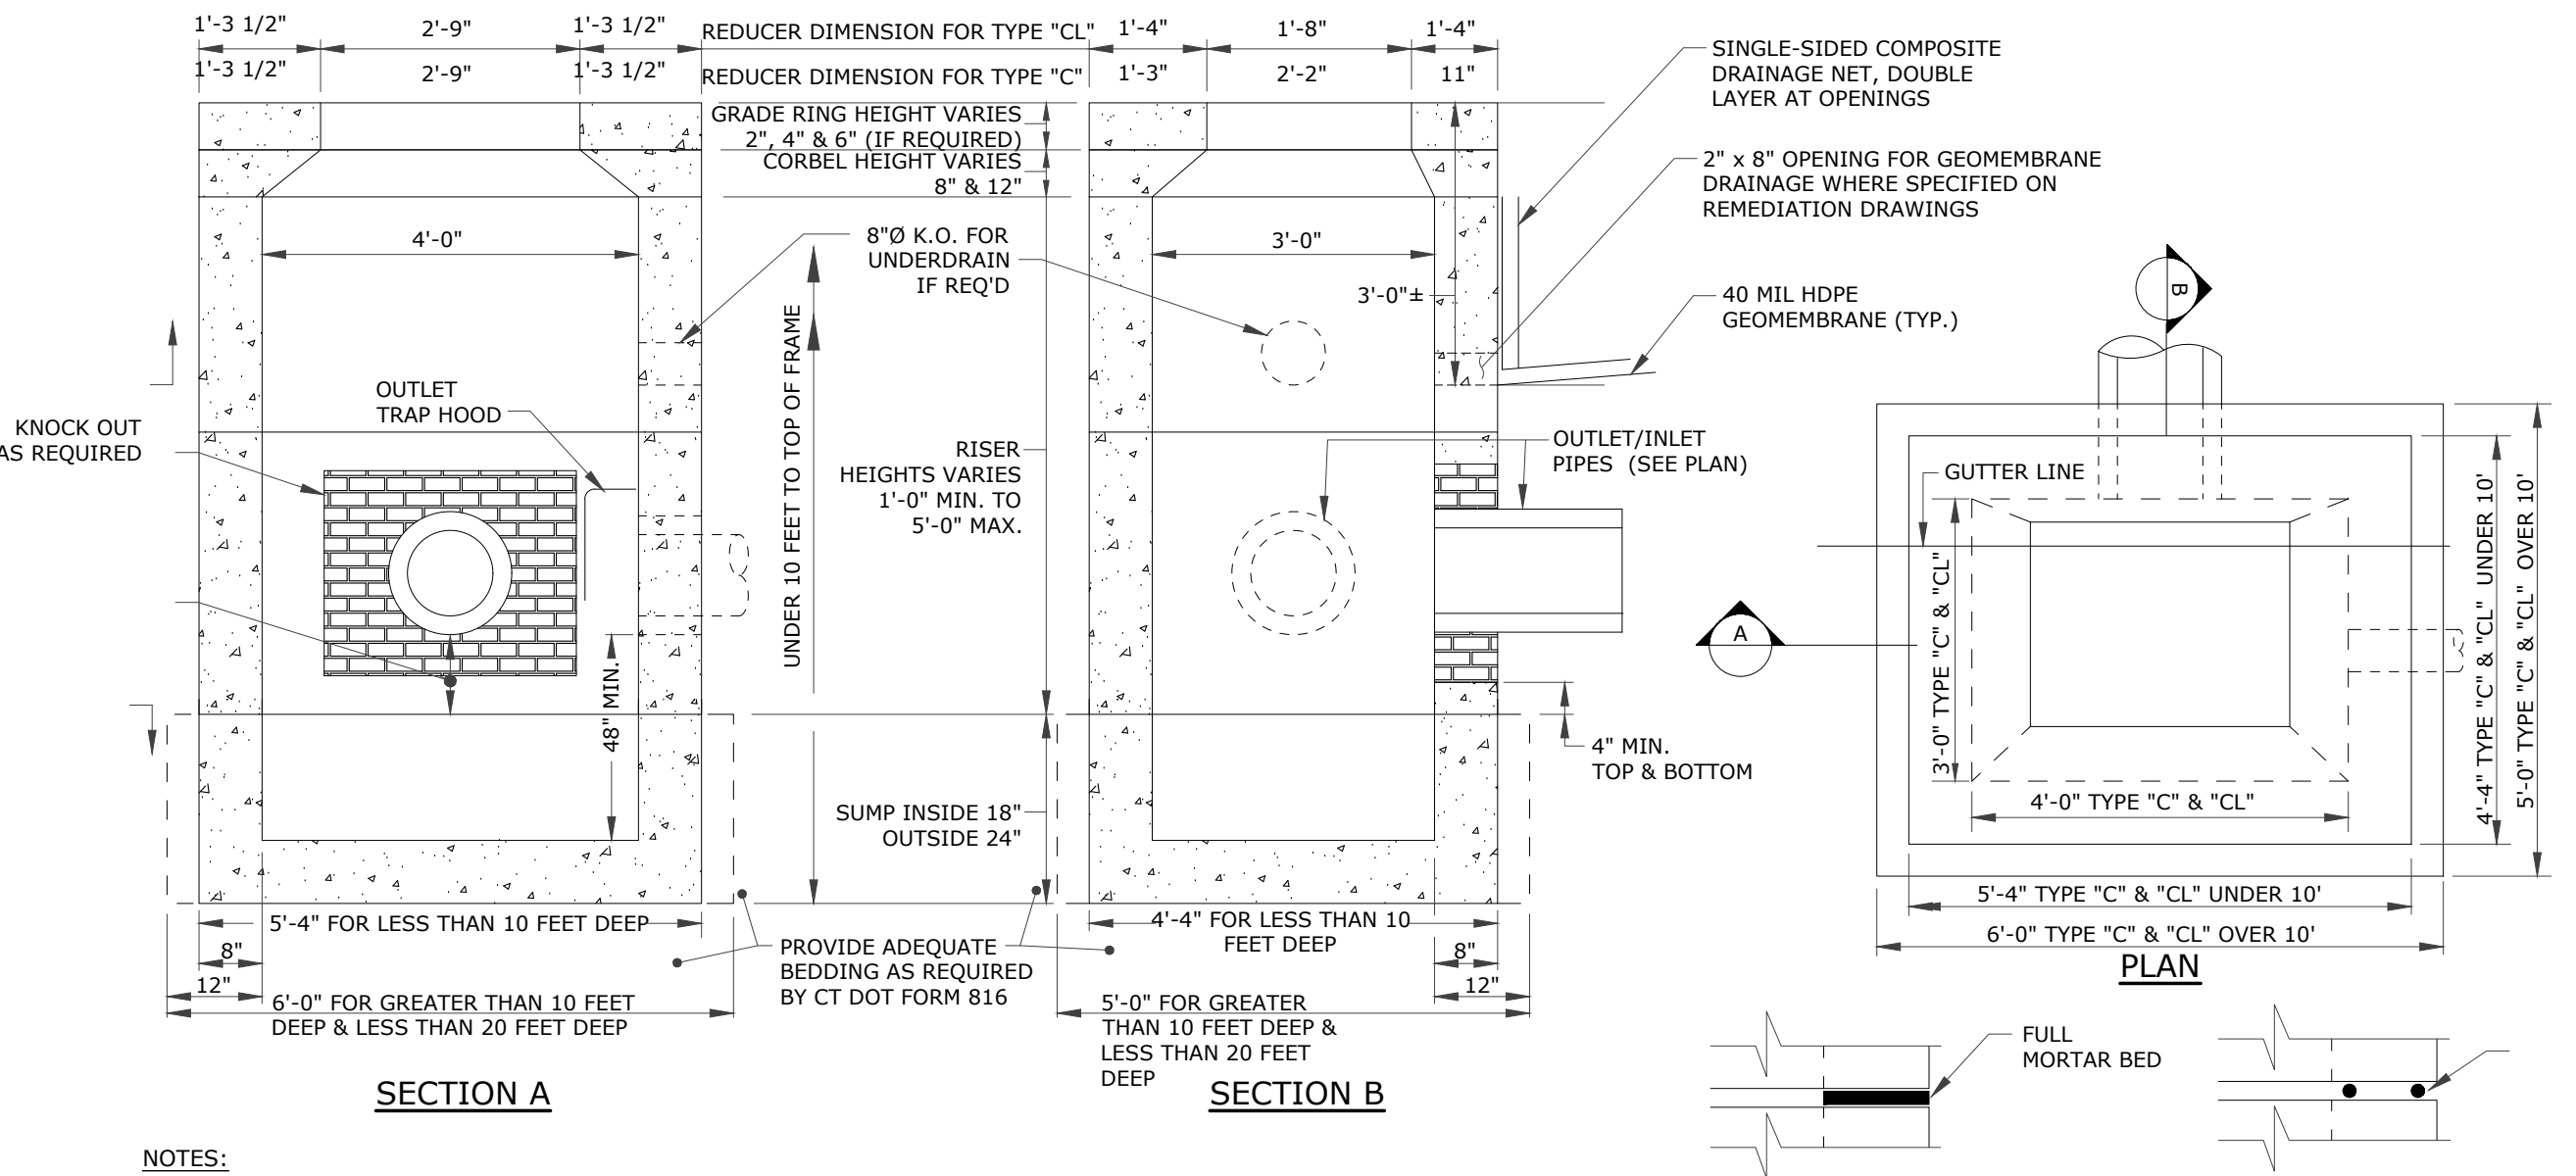 1'-3 1/2" 2'-9" 1'-3 1/2" REDUCER DIMENSION FOR TYPE "CL" 1'-4" 1'-8" 1'-4"
1'-3 1/2" 2'-9" 1'-3 1/2" REDUCER DIMENSION FOR TYPE "C" 1'-3" 2'-2" 11"
GRADE RING HEIGHT VARIES
2", 4" & 6" (IF REQUIRED)
CORBEL HEIGHT VARIES
8" & 12"
SINGLE-SIDED COMPOSITE
DRAINAGE NET, DOUBLE
LAYER AT OPENINGS
2" x 8" OPENING FOR GEOMEMBRANE
DRAINAGE WHERE SPECIFIED ON
REMEDIATION DRAWINGS
4'-0"
8"Ø K.O. FOR
UNDERDRAIN
IF REQ'D
3'-0"
3'-0"±
40 MIL HDPE
GEOMEMBRANE (TYP.)
KNOCK OUT
AS REQUIRED
OUTLET
TRAP HOOD
UNDER 10 FEET TO TOP OF FRAME
RISER
HEIGHTS VARIES
1'-0" MIN. TO
5'-0" MAX.
OUTLET/INLET
PIPES (SEE PLAN)
48" MIN.
SUMP INSIDE 18"
OUTSIDE 24"
4" MIN.
TOP & BOTTOM
5'-4" FOR LESS THAN 10 FEET DEEP
8"
12"
6'-0" FOR GREATER THAN 10 FEET
DEEP & LESS THAN 20 FEET DEEP
PROVIDE ADEQUATE
BEDDING AS REQUIRED
BY CT DOT FORM 816
4'-4" FOR LESS THAN 10
FEET DEEP
8"
12"
5'-0" FOR GREATER
THAN 10 FEET DEEP &
LESS THAN 20 FEET
DEEP
SECTION A
SECTION B
B
GUTTER LINE
A
3'-0" TYPE "C" & "CL"
4'-0" TYPE "C" & "CL"
4'-4" TYPE "C" & "CL" UNDER 10'
5'-0" TYPE "C" & "CL" OVER 10'
5'-4" TYPE "C" & "CL" UNDER 10'
6'-0" TYPE "C" & "CL" OVER 10'
PLAN
FULL
MORTAR BED
NOTES: